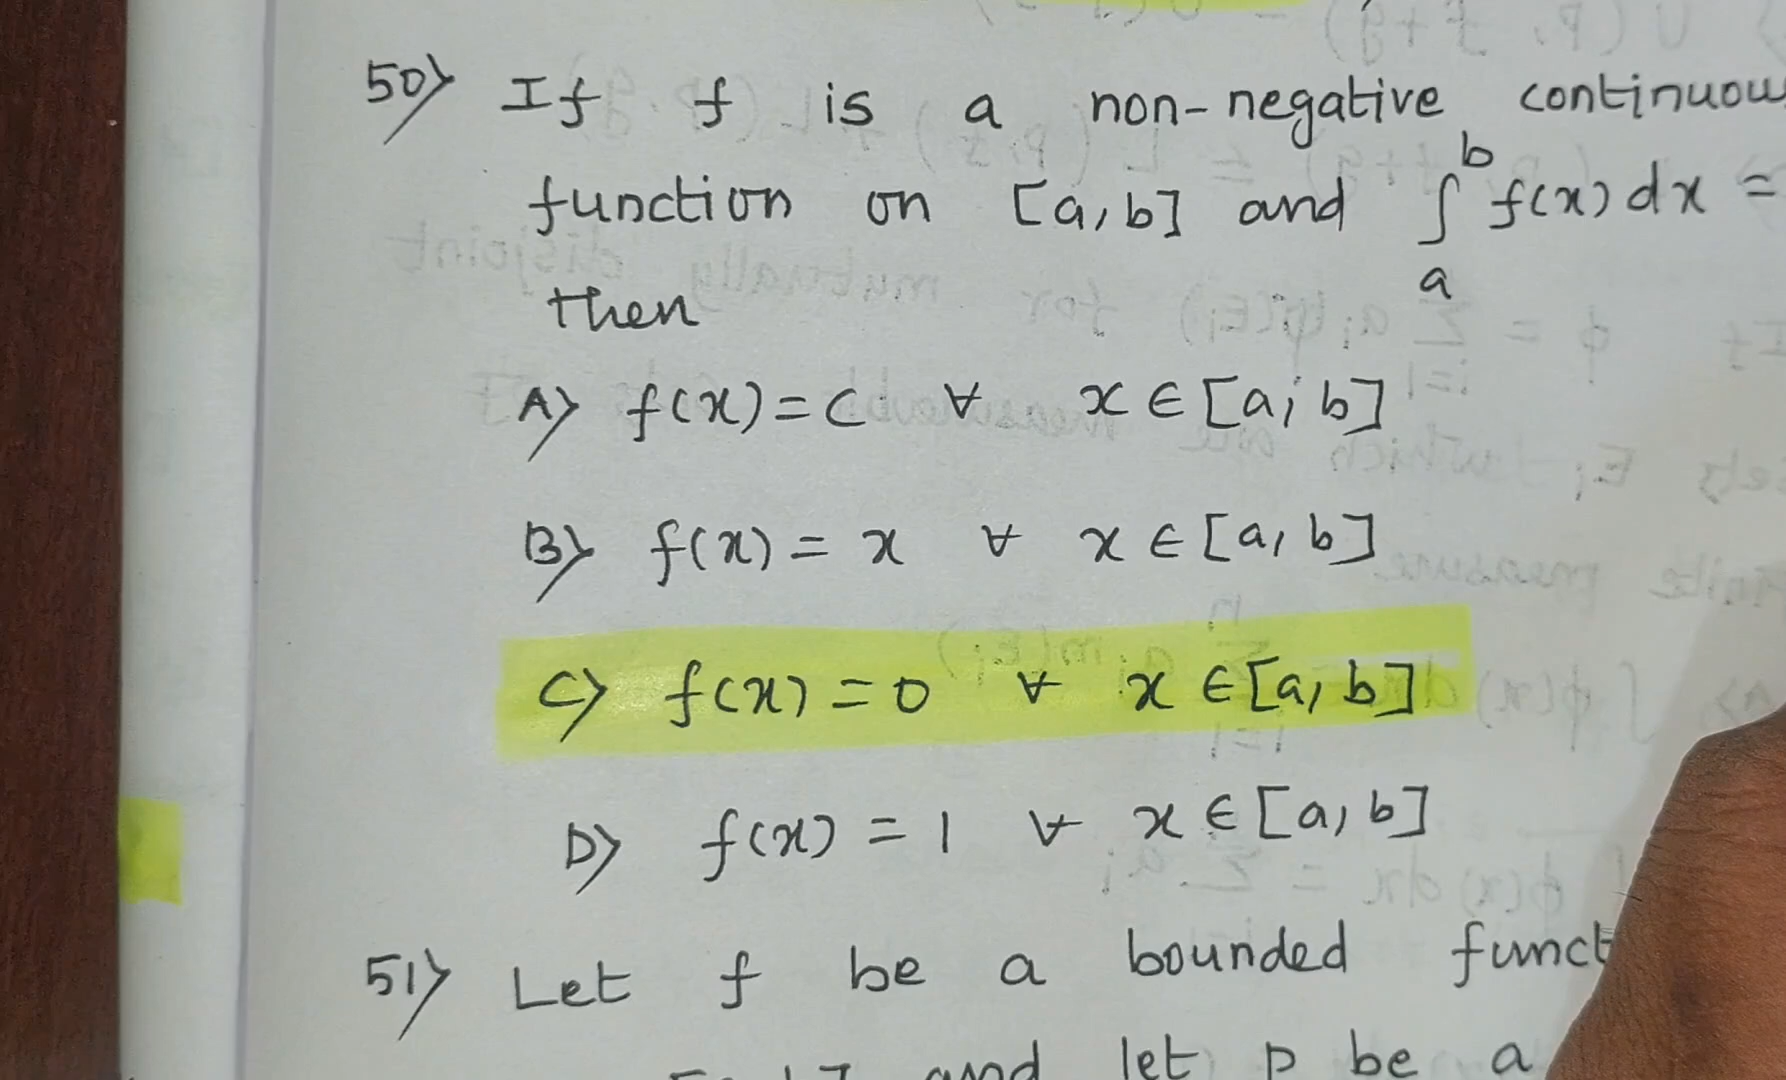 50) If f is a non-negative continuou
function on [a,b] and ∫_a^b f(x) dx =
then
A) f(x) = c ∀ x ∈ [a, b]
B) f(x) = x ∀ x ∈ [a, b]
C) f(x) = 0 ∀ x ∈ [a, b]
D) f(x) = 1 ∀ x ∈ [a, b]
51) Let f be a bounded funct
and let P be a